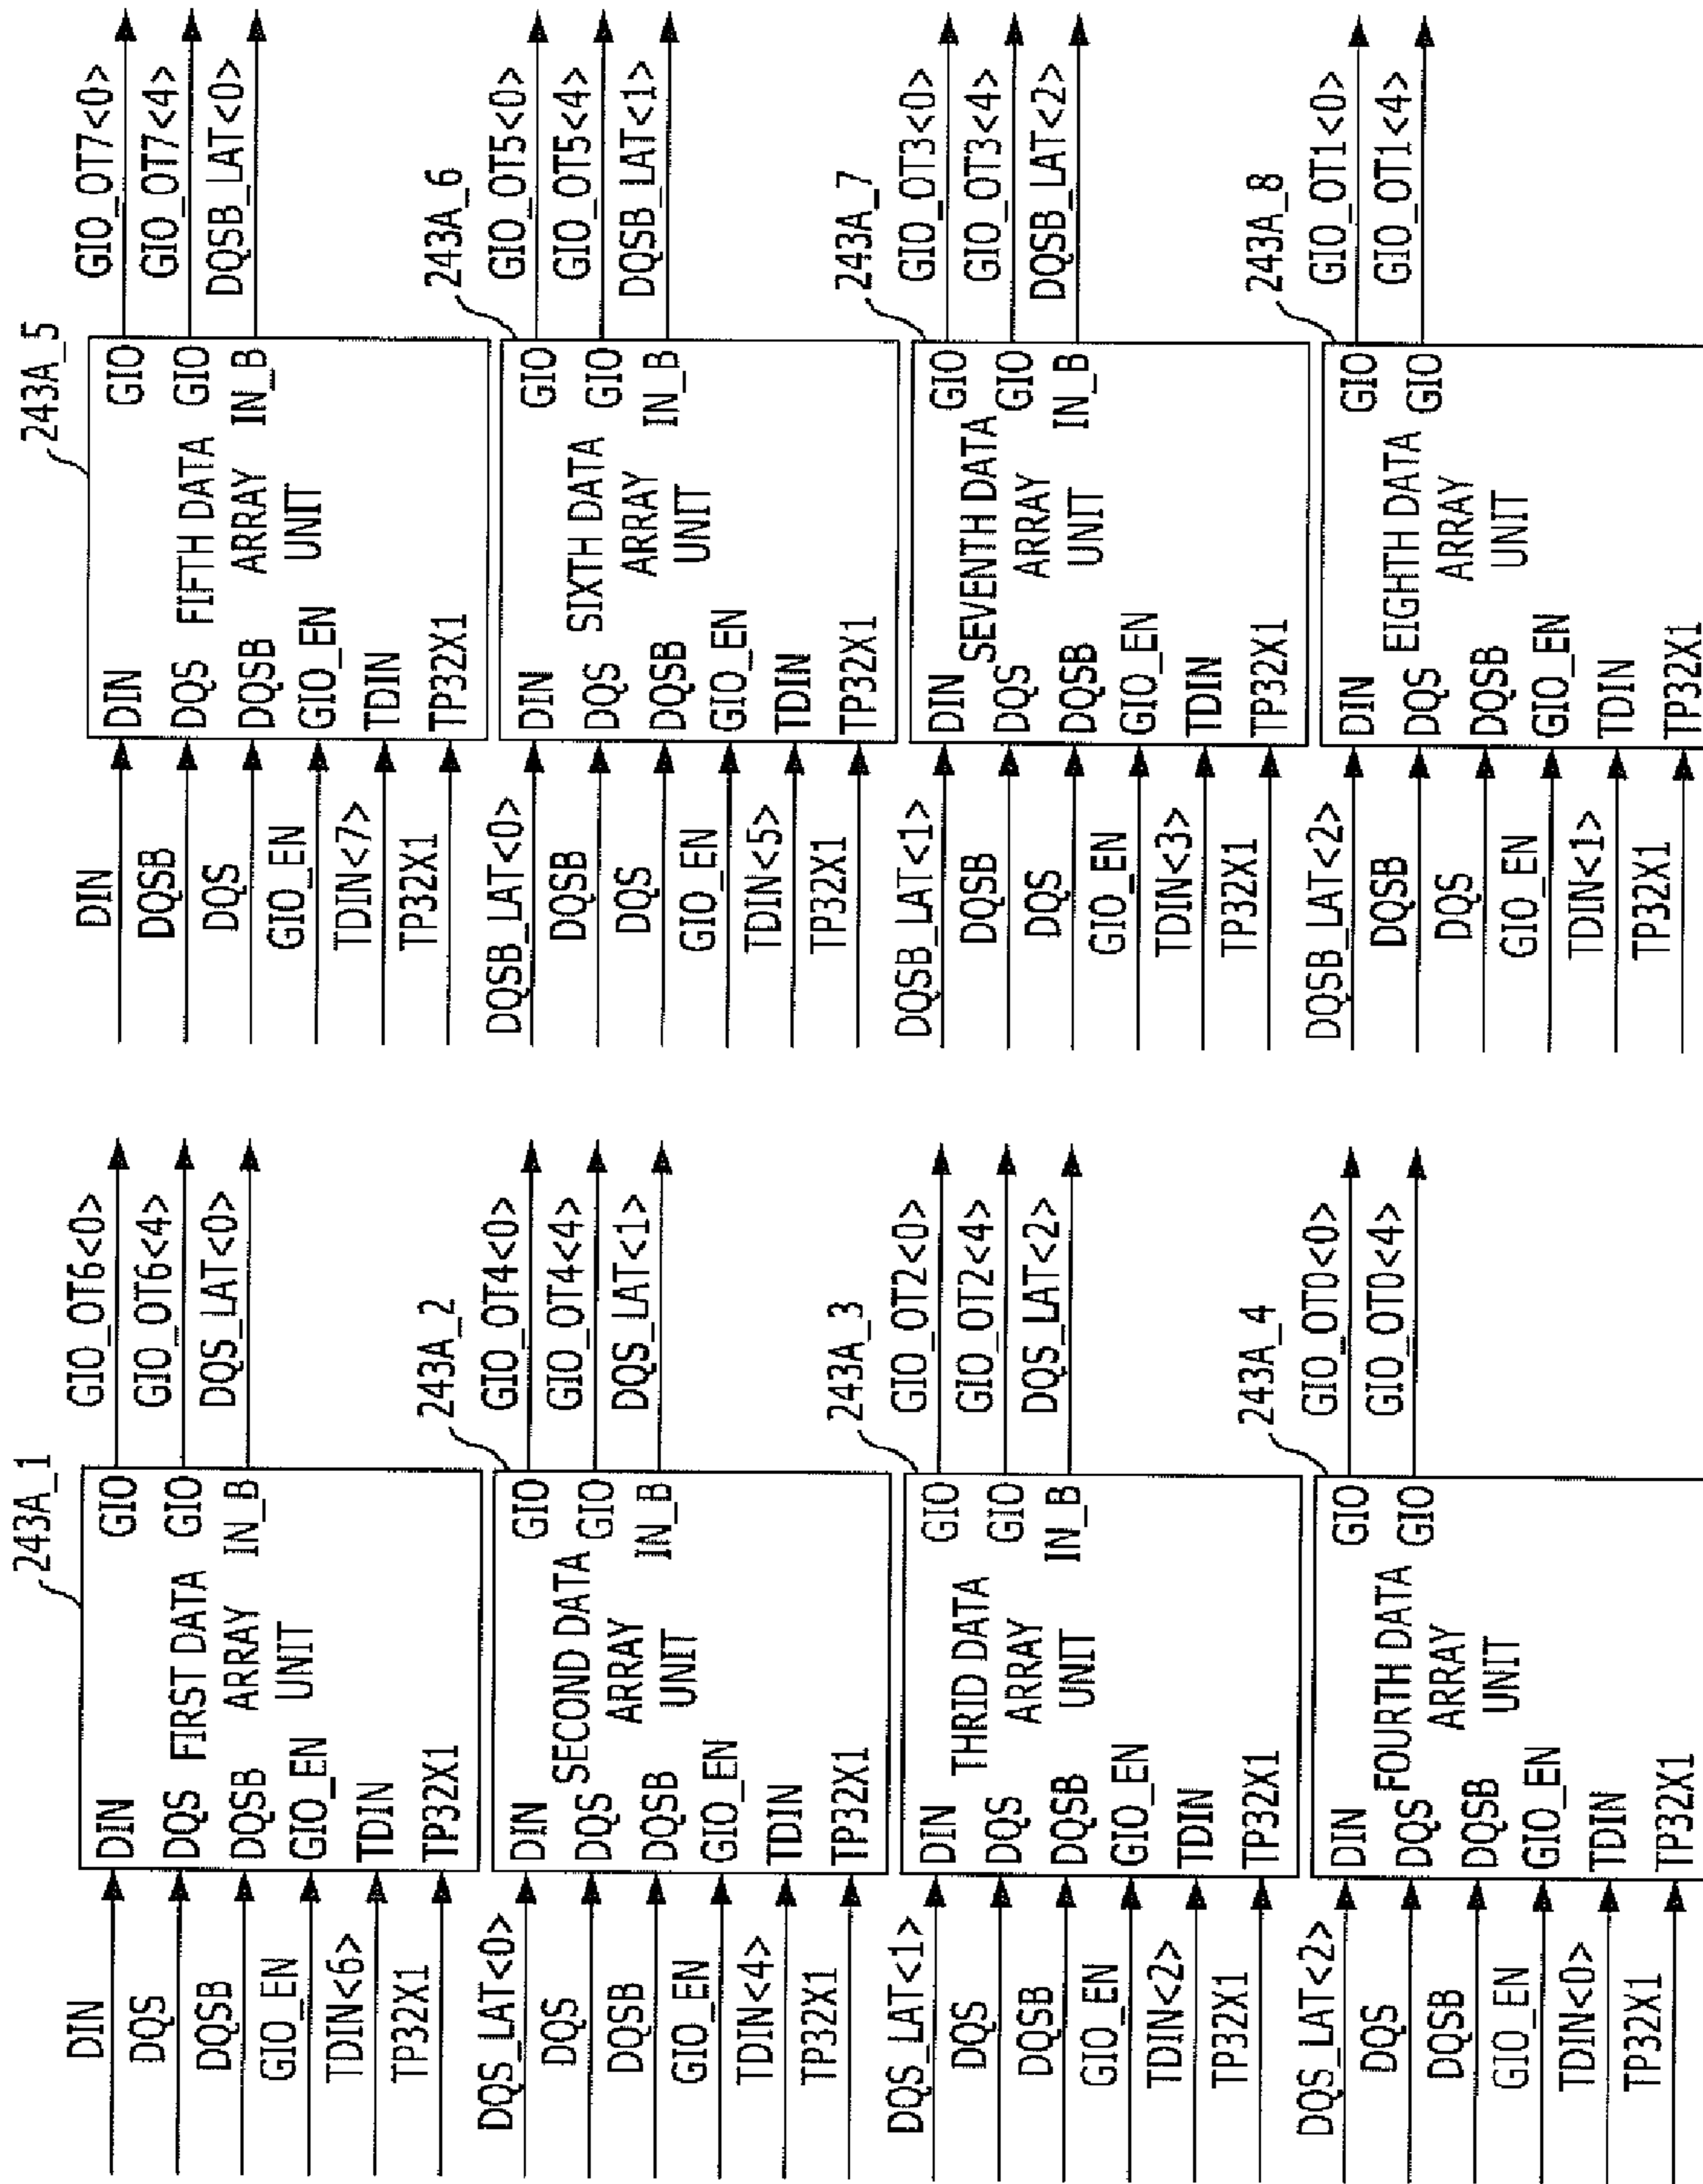 243A_1
DIN
DQS
DQSB
GIO_EN
TDIN<6>
TP32X1
DIN
DQS
DQSB
GIO_EN
TDIN
TP32X1
FIRST DATA
ARRAY
UNIT
GIO
GIO
IN_B
GIO_OT6<0>
GIO_OT6<4>
DQS_LAT<0>
243A_2
DQS_LAT<0>
DQS
DQSB
GIO_EN
TDIN<4>
TP32X1
DIN
DQS
DQSB
GIO_EN
TDIN
TP32X1
SECOND DATA
ARRAY
UNIT
GIO
GIO
IN_B
GIO_OT4<0>
GIO_OT4<4>
DQS_LAT<1>
243A_3
DQS_LAT<1>
DQS
DQSB
GIO_EN
TDIN<2>
TP32X1
DIN
DQS
DQSB
GIO_EN
TDIN
TP32X1
THRID DATA
ARRAY
UNIT
GIO
GIO
IN_B
GIO_OT2<0>
GIO_OT2<4>
DQS_LAT<2>
243A_4
DQS_LAT<2>
DQS
DQSB
GIO_EN
TDIN<0>
TP32X1
DIN
DQS
DQSB
GIO_EN
TDIN
TP32X1
FOURTH DATA
ARRAY
UNIT
GIO
GIO
GIO_OT0<0>
GIO_OT0<4>
243A_5
DIN
DQSB
DQS
GIO_EN
TDIN<7>
TP32X1
DIN
DQS
DQSB
GIO_EN
TDIN
TP32X1
FIFTH DATA
ARRAY
UNIT
GIO
GIO
IN_B
GIO_OT7<0>
GIO_OT7<4>
DQSB_LAT<0>
243A_6
DQSB_LAT<0>
DQSB
DQS
GIO_EN
TDIN<5>
TP32X1
DIN
DQS
DQSB
GIO_EN
TDIN
TP32X1
SIXTH DATA
ARRAY
UNIT
GIO
GIO
IN_B
GIO_OT5<0>
GIO_OT5<4>
DQSB_LAT<1>
243A_7
DQSB_LAT<1>
DQSB
DQS
GIO_EN
TDIN<3>
TP32X1
DIN
DQS
DQSB
GIO_EN
TDIN
TP32X1
SEVENTH DATA
ARRAY
UNIT
GIO
GIO
IN_B
GIO_OT3<0>
GIO_OT3<4>
DQSB_LAT<2>
243A_8
DQSB_LAT<2>
DQSB
DQS
GIO_EN
TDIN<1>
TP32X1
DIN
DQS
DQSB
GIO_EN
TDIN
TP32X1
EIGHTH DATA
ARRAY
UNIT
GIO
GIO
GIO_OT1<0>
GIO_OT1<4>